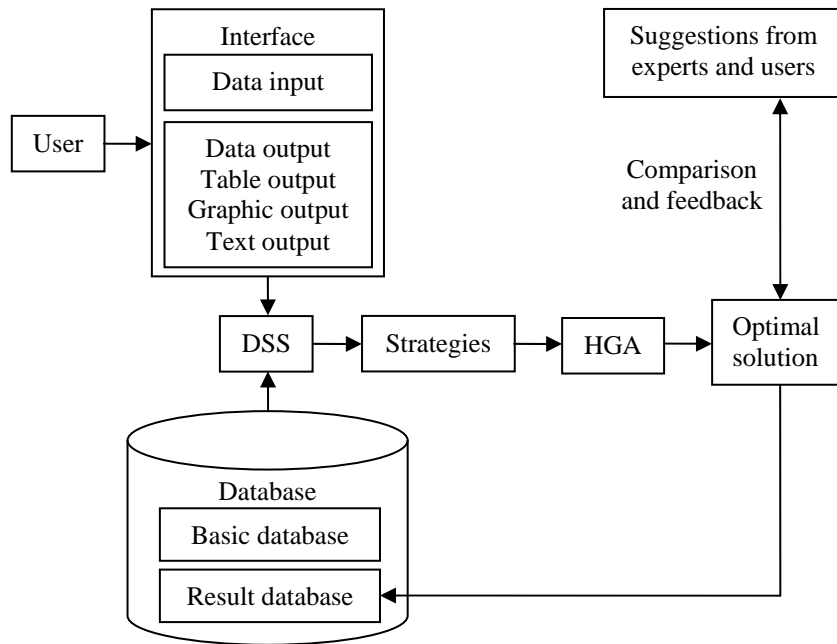 Interface
Data input
User
Data output
Table output
Graphic output
Text output
Suggestions from
experts and users
Comparison
and feedback
DSS
Strategies
HGA
Optimal
solution
Database
Basic database
Result database